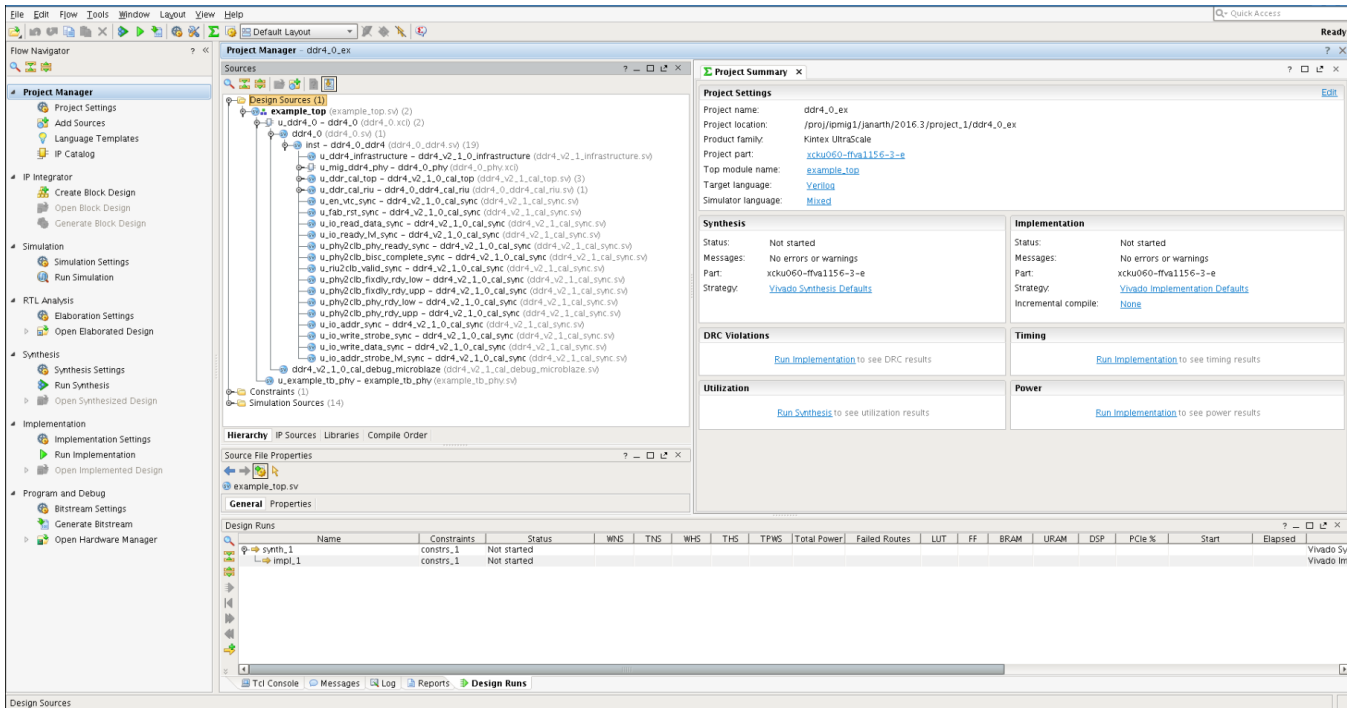 File Edit Flow Tools Window Layout View Help
Q- Quick Access
Default Layout
Ready
Flow Navigator ? «
Project Manager
Project Settings
Add Sources
Language Templates
IP Catalog
IP Integrator
Create Block Design
Open Block Design
Generate Block Design
Simulation
Simulation Settings
Run Simulation
RTL Analysis
Elaboration Settings
Open Elaborated Design
Synthesis
Synthesis Settings
Run Synthesis
Open Synthesized Design
Implementation
Implementation Settings
Run Implementation
Open Implemented Design
Program and Debug
Bitstream Settings
Generate Bitstream
Open Hardware Manager
Project Manager - ddr4_0_ex
Sources
Design Sources (1)
example_top (example_top.sv) (2)
u_ddr4_0 - ddr4_0 (ddr4_0.xci) (2)
ddr4_0 (ddr4_0.sv) (1)
inst - ddr4_0_ddr4 (ddr4_0_ddr4.sv) (19)
u_ddr4_infrastructure - ddr4_v2_1_0_infrastructure (ddr4_v2_1_infrastructure.sv)
u_mig_ddr4_phy - ddr4_0_phy (ddr4_0_phy.xci)
u_ddr_cal_top - ddr4_v2_1_0_cal_top (ddr4_v2_1_cal_top.sv) (3)
u_ddr_cal_riu - ddr4_0_ddr4_cal_riu (ddr4_0_ddr4_cal_riu.sv) (1)
u_en_vtc_sync - ddr4_v2_1_0_cal_sync (ddr4_v2_1_cal_sync.sv)
u_fab_rst_sync - ddr4_v2_1_0_cal_sync (ddr4_v2_1_cal_sync.sv)
u_io_read_data_sync - ddr4_v2_1_0_cal_sync (ddr4_v2_1_cal_sync.sv)
u_io_ready_lvl_sync - ddr4_v2_1_0_cal_sync (ddr4_v2_1_cal_sync.sv)
u_phy2clb_phy_ready_sync - ddr4_v2_1_0_cal_sync (ddr4_v2_1_cal_sync.sv)
u_phy2clb_bisc_complete_sync - ddr4_v2_1_0_cal_sync (ddr4_v2_1_cal_sync.sv)
u_riu2clb_valid_sync - ddr4_v2_1_0_cal_sync (ddr4_v2_1_cal_sync.sv)
u_phy2clb_fixdly_rdy_low - ddr4_v2_1_0_cal_sync (ddr4_v2_1_cal_sync.sv)
u_phy2clb_fixdly_rdy_upp - ddr4_v2_1_0_cal_sync (ddr4_v2_1_cal_sync.sv)
u_phy2clb_phy_rdy_low - ddr4_v2_1_0_cal_sync (ddr4_v2_1_cal_sync.sv)
u_phy2clb_phy_rdy_upp - ddr4_v2_1_0_cal_sync (ddr4_v2_1_cal_sync.sv)
u_io_addr_sync - ddr4_v2_1_0_cal_sync (ddr4_v2_1_cal_sync.sv)
u_io_write_strobe_sync - ddr4_v2_1_0_cal_sync (ddr4_v2_1_cal_sync.sv)
u_io_write_data_sync - ddr4_v2_1_0_cal_sync (ddr4_v2_1_cal_sync.sv)
u_io_addr_strobe_lvl_sync - ddr4_v2_1_0_cal_sync (ddr4_v2_1_cal_sync.sv)
ddr4_v2_1_0_cal_debug_microblaze (ddr4_v2_1_cal_debug_microblaze.sv)
u_example_tb_phy - example_tb_phy (example_tb_phy.sv)
Constraints (1)
Simulation Sources (14)
Hierarchy IP Sources Libraries Compile Order
Source File Properties
example_top.sv
General Properties
Σ Project Summary ×
Project Settings Edit
Project name: ddr4_0_ex
Project location: /proj/ipmig1/janarth/2016.3/project_1/ddr4_0_ex
Product family: Kintex UltraScale
Project part: xcku060-ffva1156-3-e
Top module name: example_top
Target language: Verilog
Simulator language: Mixed
Synthesis
Status: Not started
Messages: No errors or warnings
Part: xcku060-ffva1156-3-e
Strategy: Vivado Synthesis Defaults
Implementation
Status: Not started
Messages: No errors or warnings
Part: xcku060-ffva1156-3-e
Strategy: Vivado Implementation Defaults
Incremental compile: None
DRC Violations
Run Implementation to see DRC results
Timing
Run Implementation to see timing results
Utilization
Run Synthesis to see utilization results
Power
Run Implementation to see power results
Design Runs
Name Constraints Status WNS TNS WHS THS TPWS Total Power Failed Routes LUT FF BRAM URAM DSP PCIe % Start Elapsed
synth_1 constrs_1 Not started Vivado Sy
impl_1 constrs_1 Not started Vivado Im
Tcl Console Messages Log Reports Design Runs
Design Sources